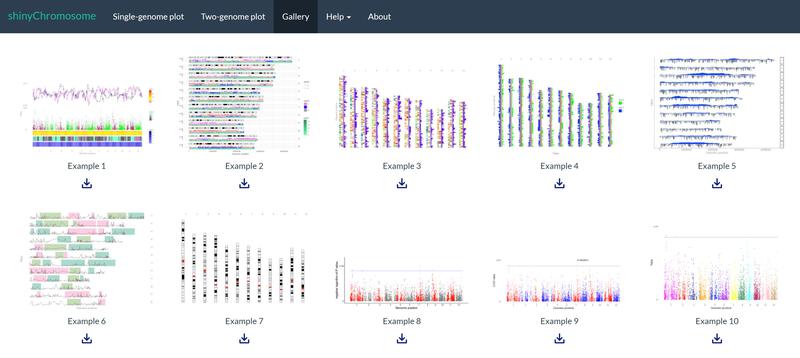 shinyChromosome Single-genome plot Two-genome plot Gallery Help About
Example 1 Example 2 Example 3 Example 4 Example 5
Example 6 Example 7 Example 8 Example 9 Example 10